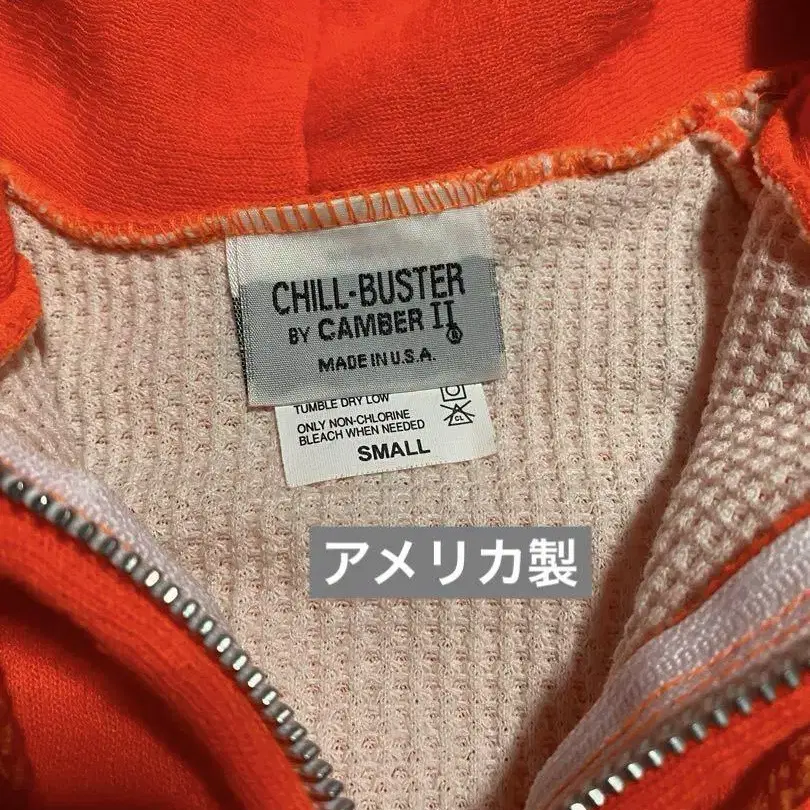 CHILL-BUSTER
BY CAMBER II
MADE IN U.S.A.
TUMBLE DRY LOW
ONLY NON-CHLORINE
BLEACH WHEN NEEDED
CL
SMALL
アメリカ製